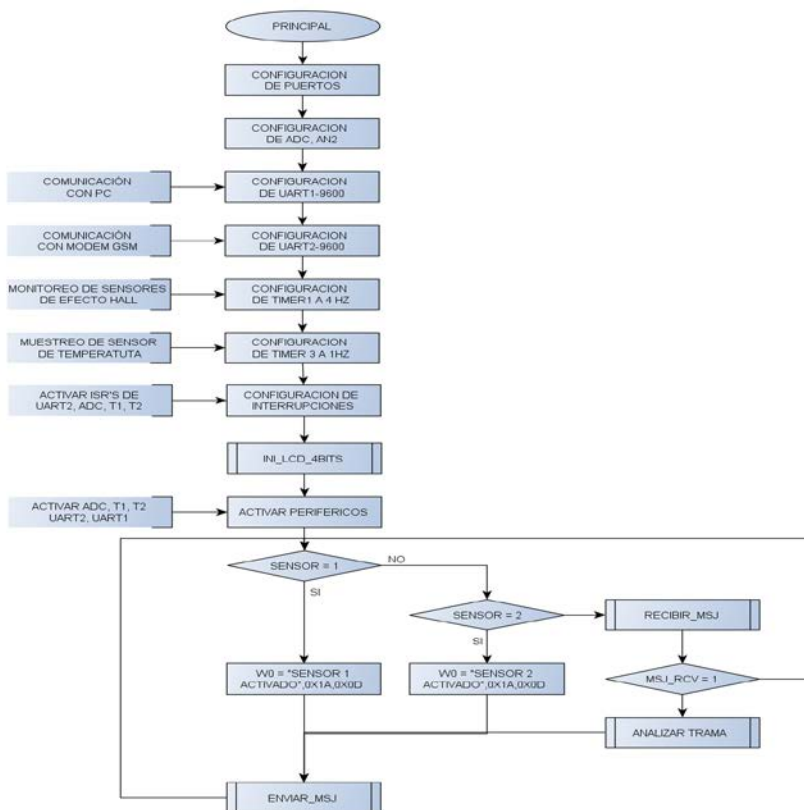 PRINCIPAL
CONFIGURACION
DE PUERTOS
CONFIGURACION
DE ADC, AN2
COMUNICACIÓN
CON PC
CONFIGURACION
DE UART1-9600
COMUNICACIÓN
CON MODEM GSM
CONFIGURACION
DE UART2-9600
MONITOREO DE SENSORES
DE EFECTO HALL
CONFIGURACION
DE TIMER1 A 4 HZ
MUESTREO DE SENSOR
DE TEMPERATUTA
CONFIGURACION
DE TIMER 3 A 1HZ
ACTIVAR ISR'S DE
UART2, ADC, T1, T2
CONFIGURACION DE
INTERRUPCIONES
INI_LCD_4BITS
ACTIVAR ADC, T1, T2
UART2, UART1
ACTIVAR PERIFERICOS
SENSOR = 1
NO
SI
SENSOR = 2
SI
RECIBIR_MSJ
W0 = "SENSOR 1
ACTIVADO",0X1A,0X0D
W0 = "SENSOR 2
ACTIVADO",0X1A,0X0D
MSJ_RCV = 1
ANALIZAR TRAMA
ENVIAR_MSJ